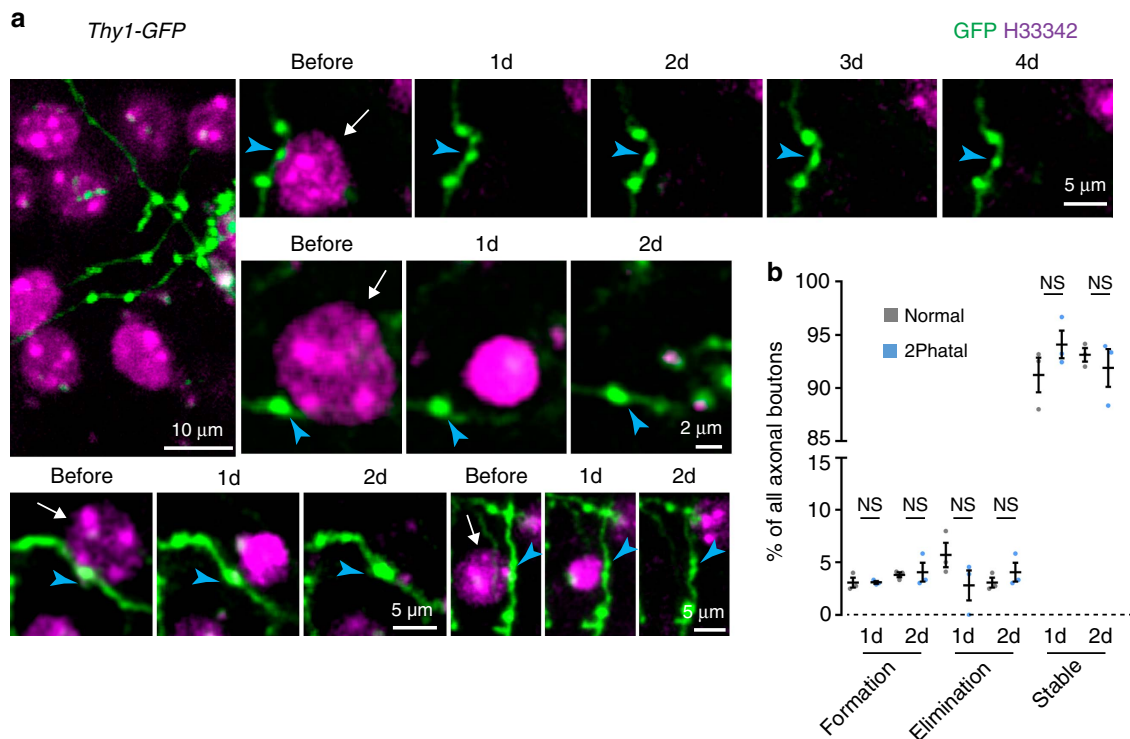 a
Thy1-GFP
GFP H33342
Before 1d 2d 3d 4d
5 µm
Before 1d 2d
10 µm
2 µm
Before 1d 2d Before 1d 2d
5 µm
5 µm
b
100
95
90
85
15
10
5
0
% of all axonal boutons
Normal
2Phatal
NS NS
NS NS NS NS
1d 2d 1d 2d 1d 2d
Formation
Elimination
Stable